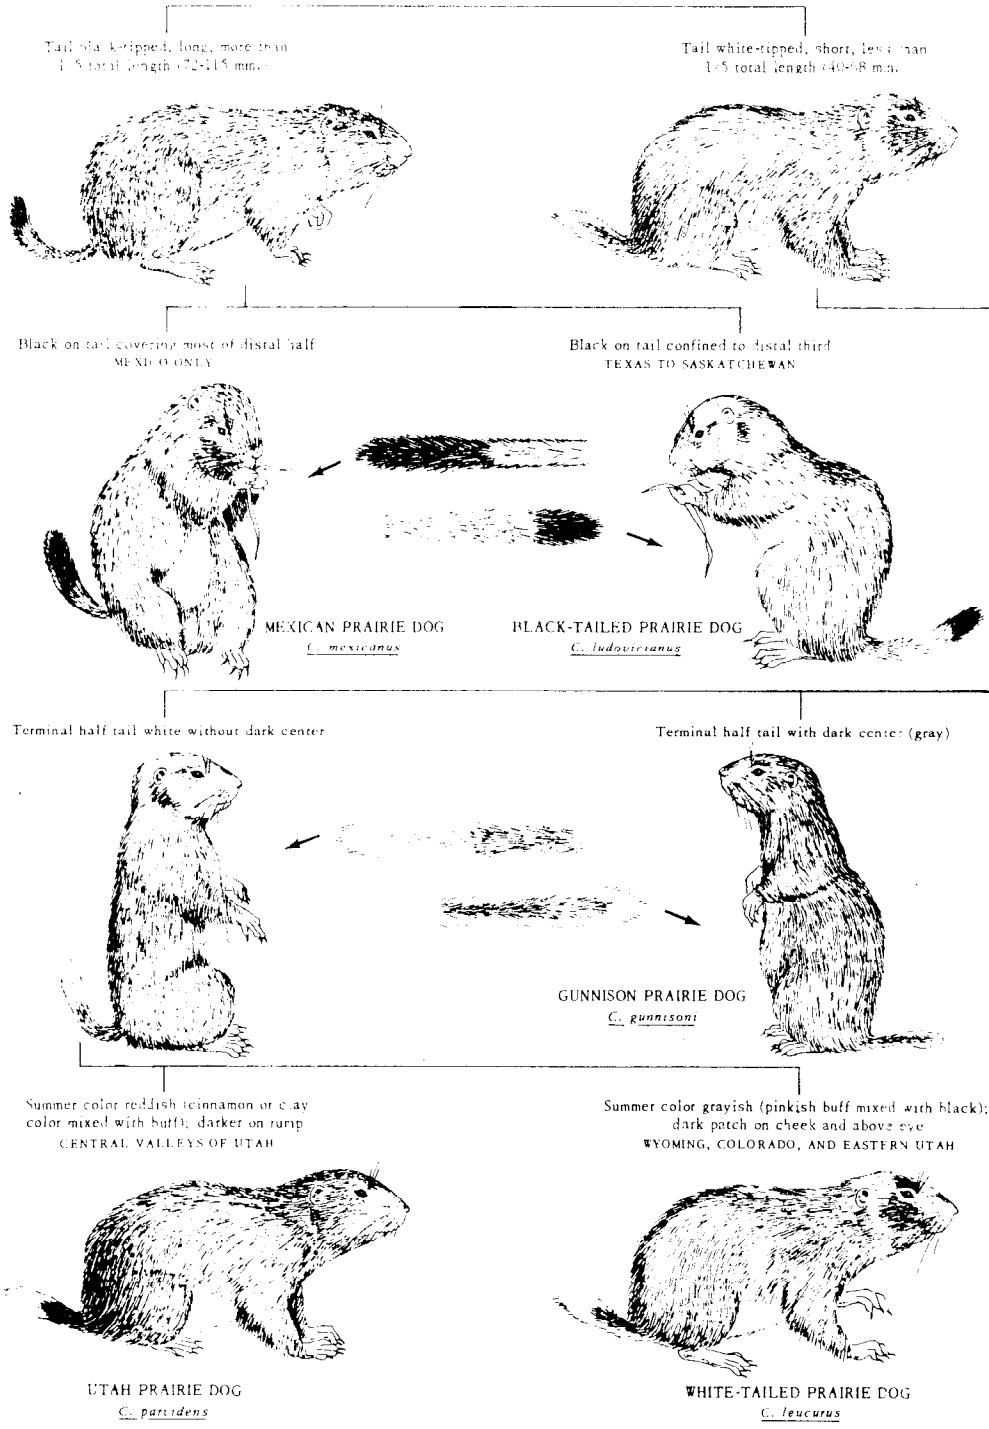 Tail black-tipped, long, more than
1/5 total length (72-115 mm.)
Tail white-tipped, short, less than
1/5 total length (40-68 mm.
Black on tail covering most of distal half
MEXICO ONLY
Black on tail confined to distal third
TEXAS TO SASKATCHEWAN
MEXICAN PRAIRIE DOG
C. mexicanus
BLACK-TAILED PRAIRIE DOG
C. ludovicianus
Terminal half tail white without dark center
Terminal half tail with dark center (gray)
GUNNISON PRAIRIE DOG
C. gunnisoni
Summer color reddish (cinnamon or clay
color mixed with buff); darker on rump
CENTRAL VALLEYS OF UTAH
Summer color grayish (pinkish buff mixed with black);
dark patch on cheek and above eye
WYOMING, COLORADO, AND EASTERN UTAH
UTAH PRAIRIE DOG
C. parvidens
WHITE-TAILED PRAIRIE DOG
C. leucurus